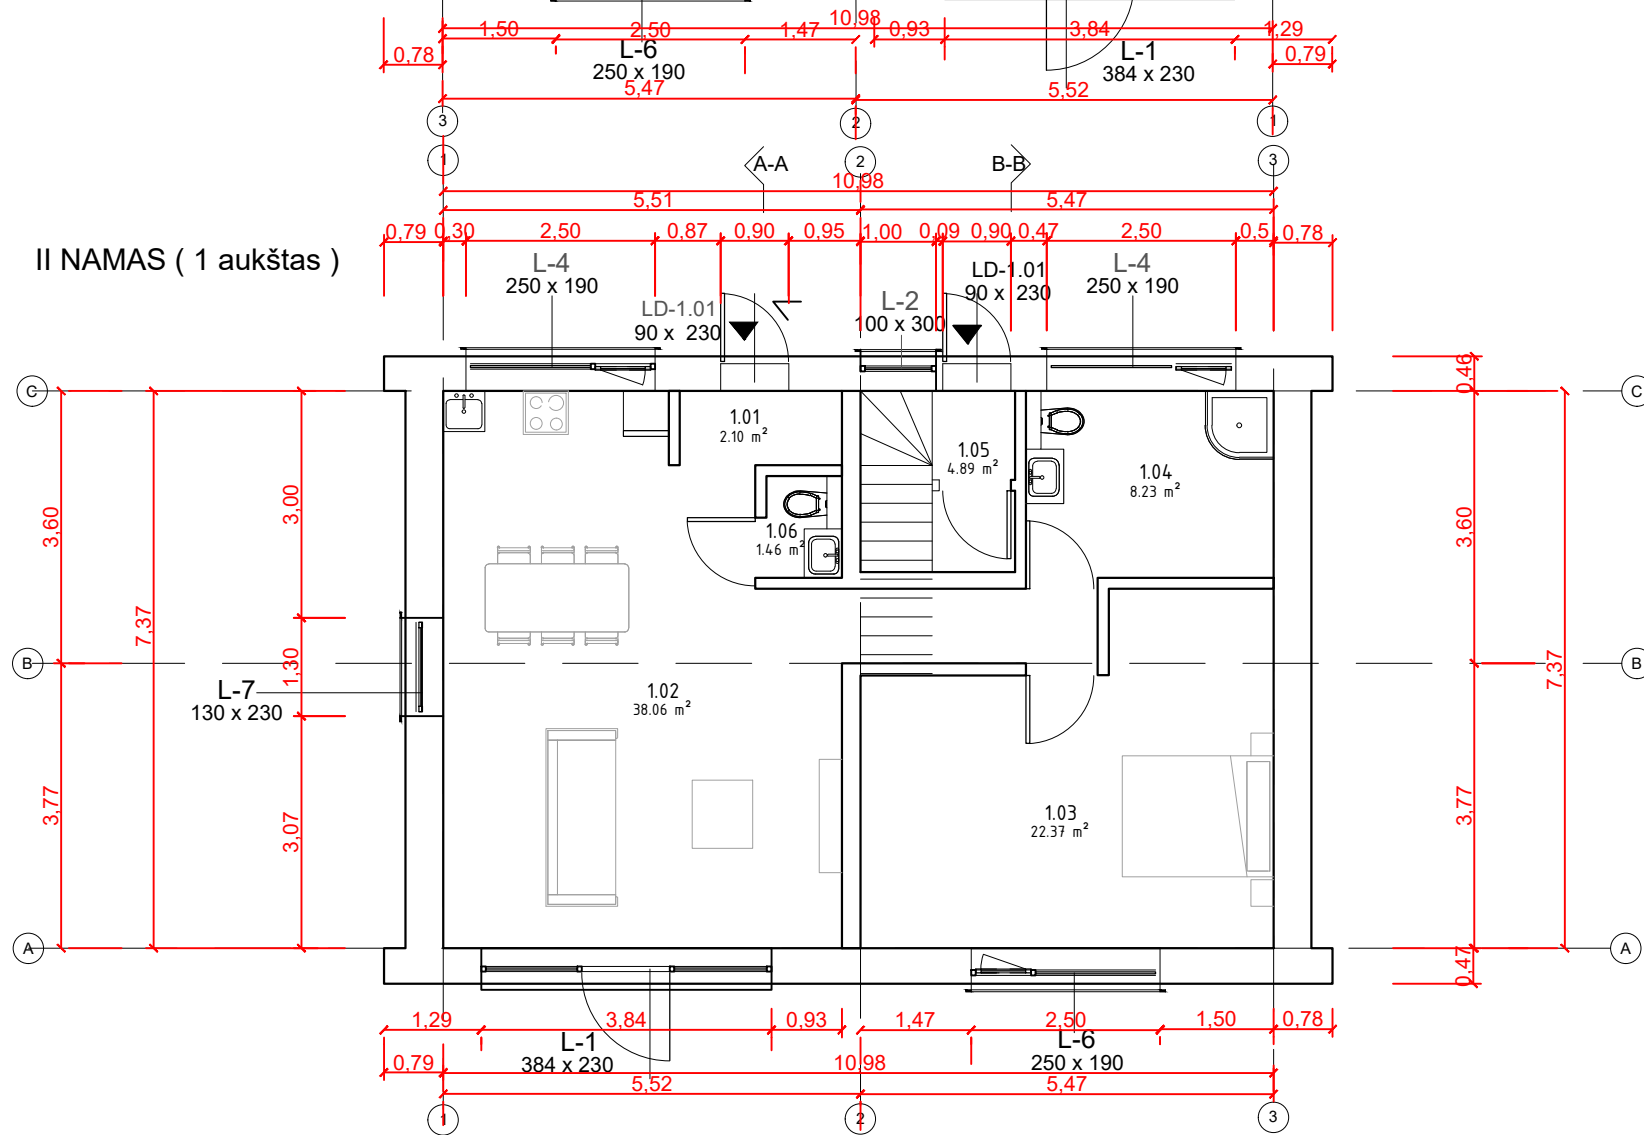 10,98
1,50 2,50 1,47 0,93 3,84 1,29
0,78 L-6 L-1 0,79
250 x 190 384 x 230
5,47 5,52
3 2 1
1 2 3
A-A B-B
10,98
5,51 5,47
0,79 0,30 2,50 0,87 0,90 0,95 1,00 0,09 0,90 0,47 2,50 0,5 0,78
II NAMAS ( 1 aukštas )
L-4 LD-1.01 L-4
250 x 190 90 x 230 250 x 190
LD-1.01 L-2
90 x 230 100 x 300
0,46
C C
1.01
2.10 m²
1.05
4.89 m²
1.04
8.23 m²
3,60 3,00 3,60
1.06
1.46 m²
7,37 1,30 7,37
B B
L-7
130 x 230
1.02
38.06 m²
3,77 3,07 3,77
1.03
22.37 m²
A A
0,47
1,29 3,84 0,93 1,47 2,50 1,50 0,78
L-1 L-6
384 x 230 250 x 190
0,79 10,98
5,52 5,47
1 2 3